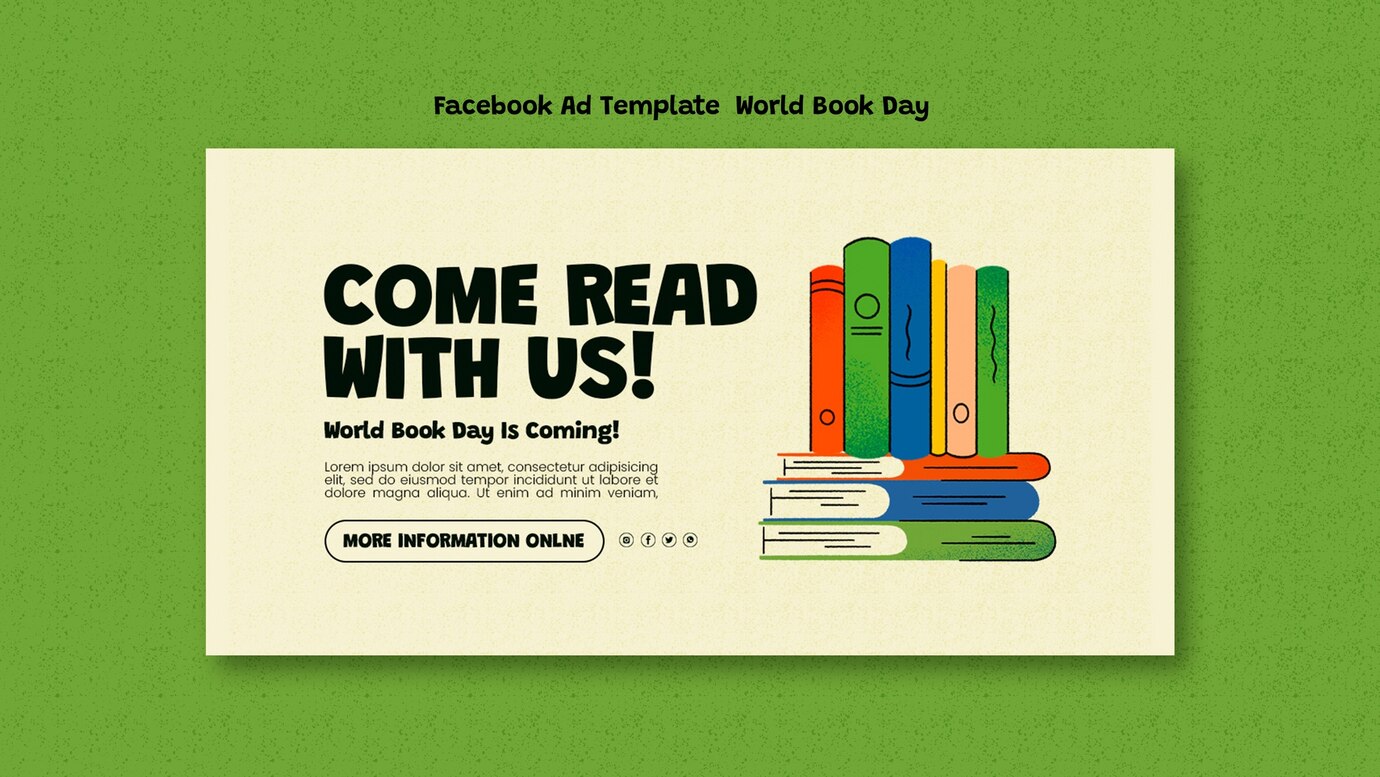 Facebook Ad Template  World Book Day
COME READ
WITH US!
World Book Day Is Coming!
Lorem ipsum dolor sit amet, consectetur adipisicing
elit, sed do eiusmod tempor incididunt ut labore et
dolore magna aliqua. Ut enim ad minim veniam,
MORE INFORMATION ONLNE